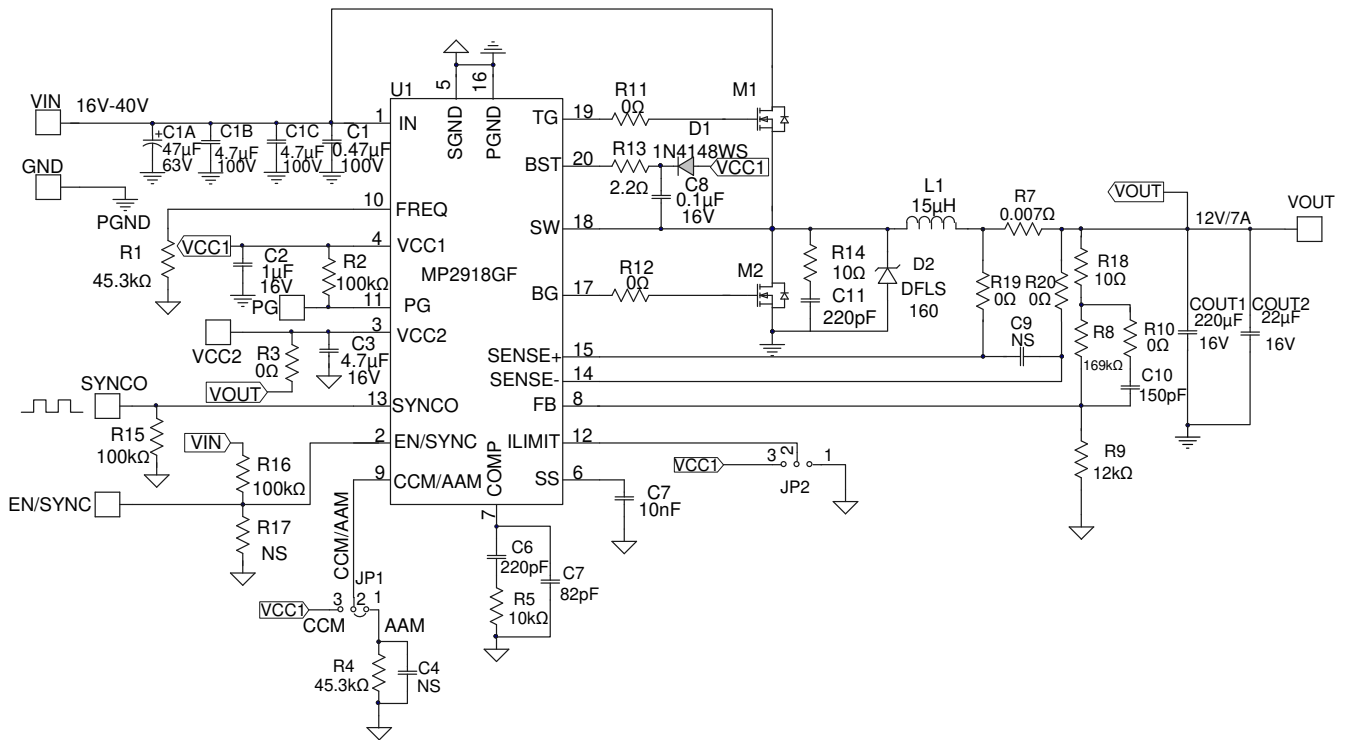 VIN
16V-40V
GND
PGND
+C1A
47µF
63V
C1B
4.7µF
100V
C1C
4.7µF
100V
C1
0.47µF
100V
U1
MP2918GF
5
SGND
16
PGND
1
IN
10
FREQ
R1
45.3kΩ
VCC1
4
VCC1
C2
1µF
16V
R2
100kΩ
PG
11
PG
VCC2
3
VCC2
R3
0Ω
C3
4.7µF
16V
VOUT
SYNCO
13
SYNCO
R15
100kΩ
VIN
R16
100kΩ
2
EN/SYNC
EN/SYNC
R17
NS
9
CCM/AAM
CCM/AAM
JP1
VCC1
3
2
1
CCM
AAM
R4
45.3kΩ
C4
NS
COMP
7
C6
220pF
R5
10kΩ
C7
82pF
TG
19
R11
0Ω
M1
BST
20
R13
2.2Ω
D1
1N4148WS
VCC1
C8
0.1µF
16V
SW
18
BG
17
R12
0Ω
M2
R14
10Ω
C11
220pF
D2
DFLS
160
L1
15µH
R7
0.007Ω
R19
0Ω
R20
0Ω
C9
NS
SENSE+
15
SENSE-
14
FB
8
ILIMIT
12
VCC1
3
2
1
JP2
SS
6
C7
10nF
R18
10Ω
R8
169kΩ
R10
0Ω
C10
150pF
R9
12kΩ
VOUT
12V/7A
VOUT
COUT1
220µF
16V
COUT2
22µF
16V